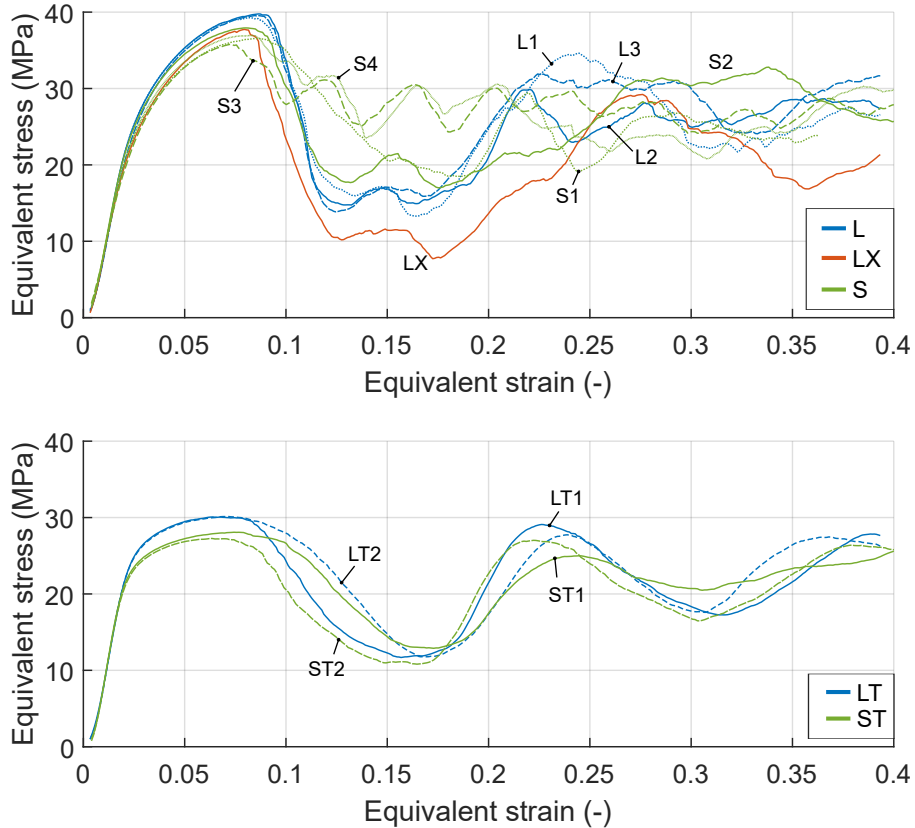 Equivalent stress (MPa)
40
30
20
10
0
L1
L3
S2
S4
S3
L2
S1
LX
L
LX
S
0 0.05 0.1 0.15 0.2 0.25 0.3 0.35 0.4
Equivalent strain (-)
Equivalent stress (MPa)
40
30
20
10
0
LT1
LT2
ST1
ST2
LT
ST
0 0.05 0.1 0.15 0.2 0.25 0.3 0.35 0.4
Equivalent strain (-)